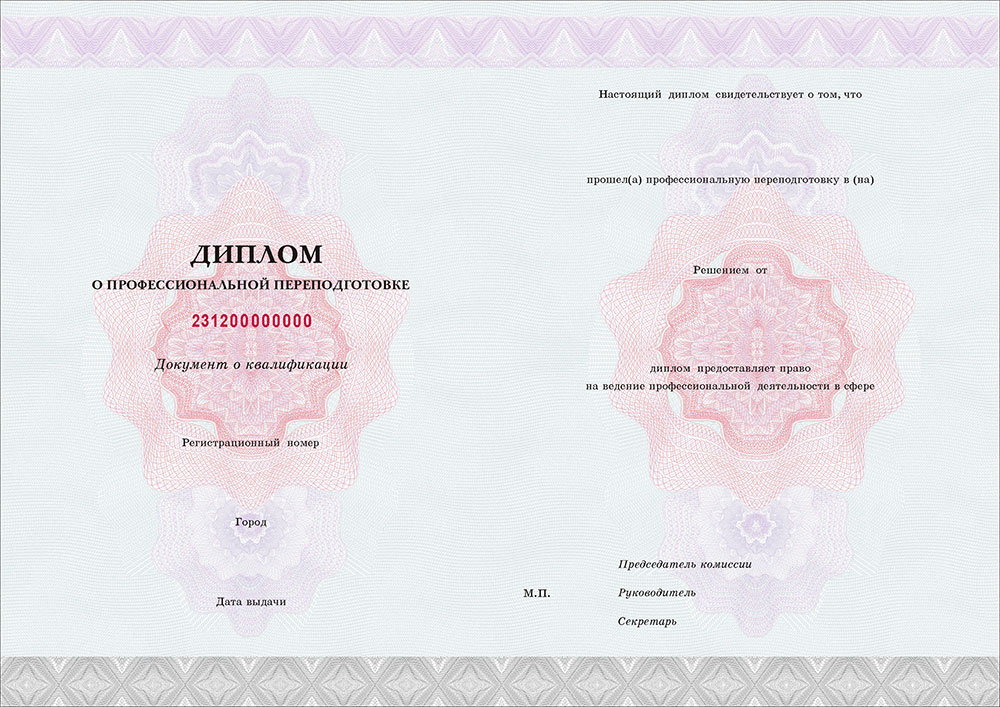 ДИПЛОМ
О ПРОФЕССИОНАЛЬНОЙ ПЕРЕПОДГОТОВКЕ
231200000000
Документ о квалификации
Регистрационный номер
Город
Дата выдачи
Настоящий диплом свидетельствует о том, что
прошел(а) профессиональную переподготовку в (на)
Решением от
диплом предоставляет право
на ведение профессиональной деятельности в сфере
Председатель комиссии
М.П.
Руководитель
Секретарь